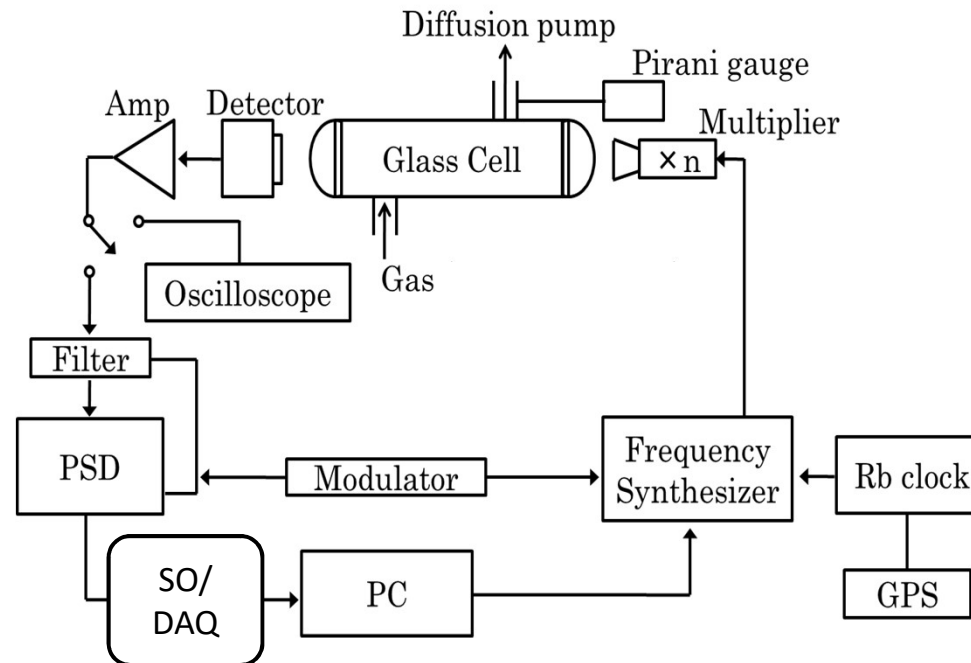 Diffusion pump
Pirani gauge
Amp
Detector
Multiplier
Glass Cell
×n
Gas
Oscilloscope
Filter
PSD
Modulator
Frequency
Synthesizer
Rb clock
SO/
DAQ
PC
GPS